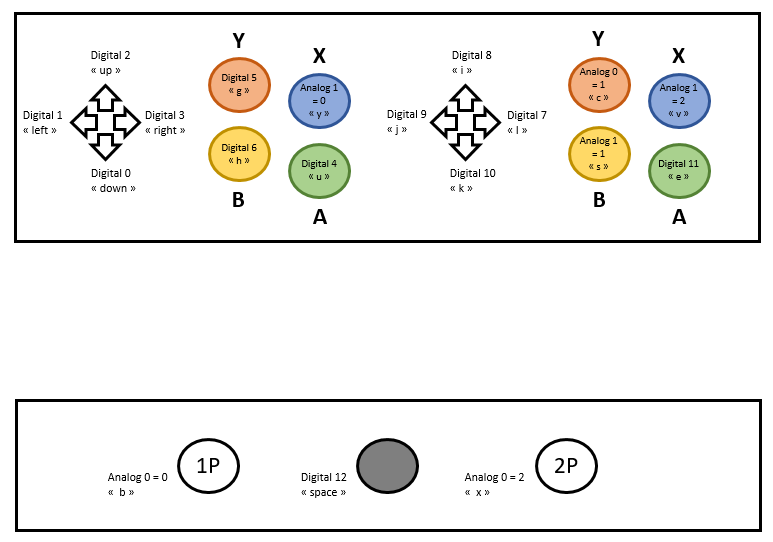 Y
X
Y
X
Digital 2
« up »
Digital 8
« i »
Digital 5
« g »
Analog 1
= 0
« y »
Analog 0
= 1
« c »
Analog 1
= 2
« v »
Digital 1
« left »
Digital 3
« right »
Digital 9
« j »
Digital 7
« l »
Digital 6
« h »
Digital 4
« u »
Analog 1
= 1
« s »
Digital 11
« e »
Digital 0
« down »
Digital 10
« k »
B
A
B
A
Analog 0 = 0
« b »
1P
Digital 12
« space »
Analog 0 = 2
« x »
2P